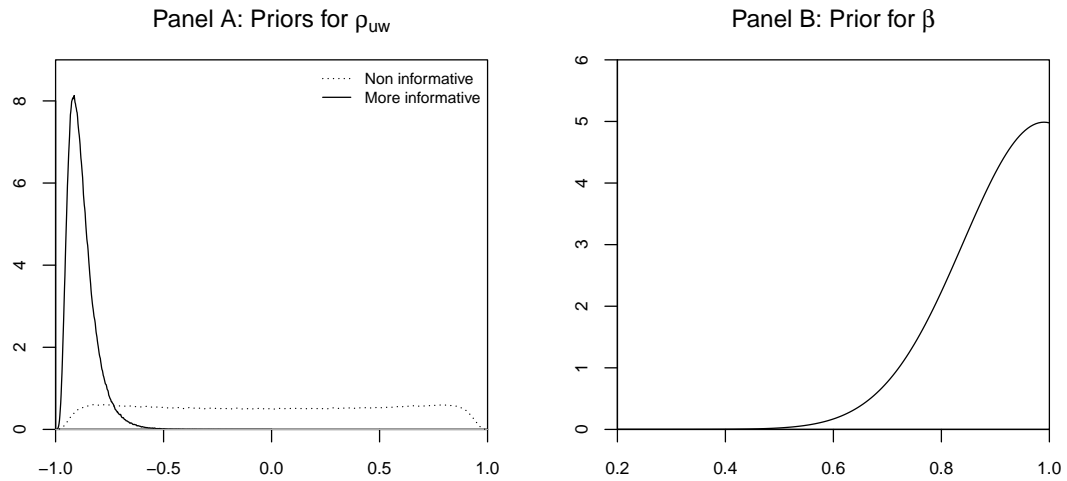 Panel A: Priors for ρuw
Non informative
More informative
8
6
4
2
0
−1.0 −0.5 0.0 0.5 1.0
Panel B: Prior for β
6
5
4
3
2
1
0
0.2 0.4 0.6 0.8 1.0